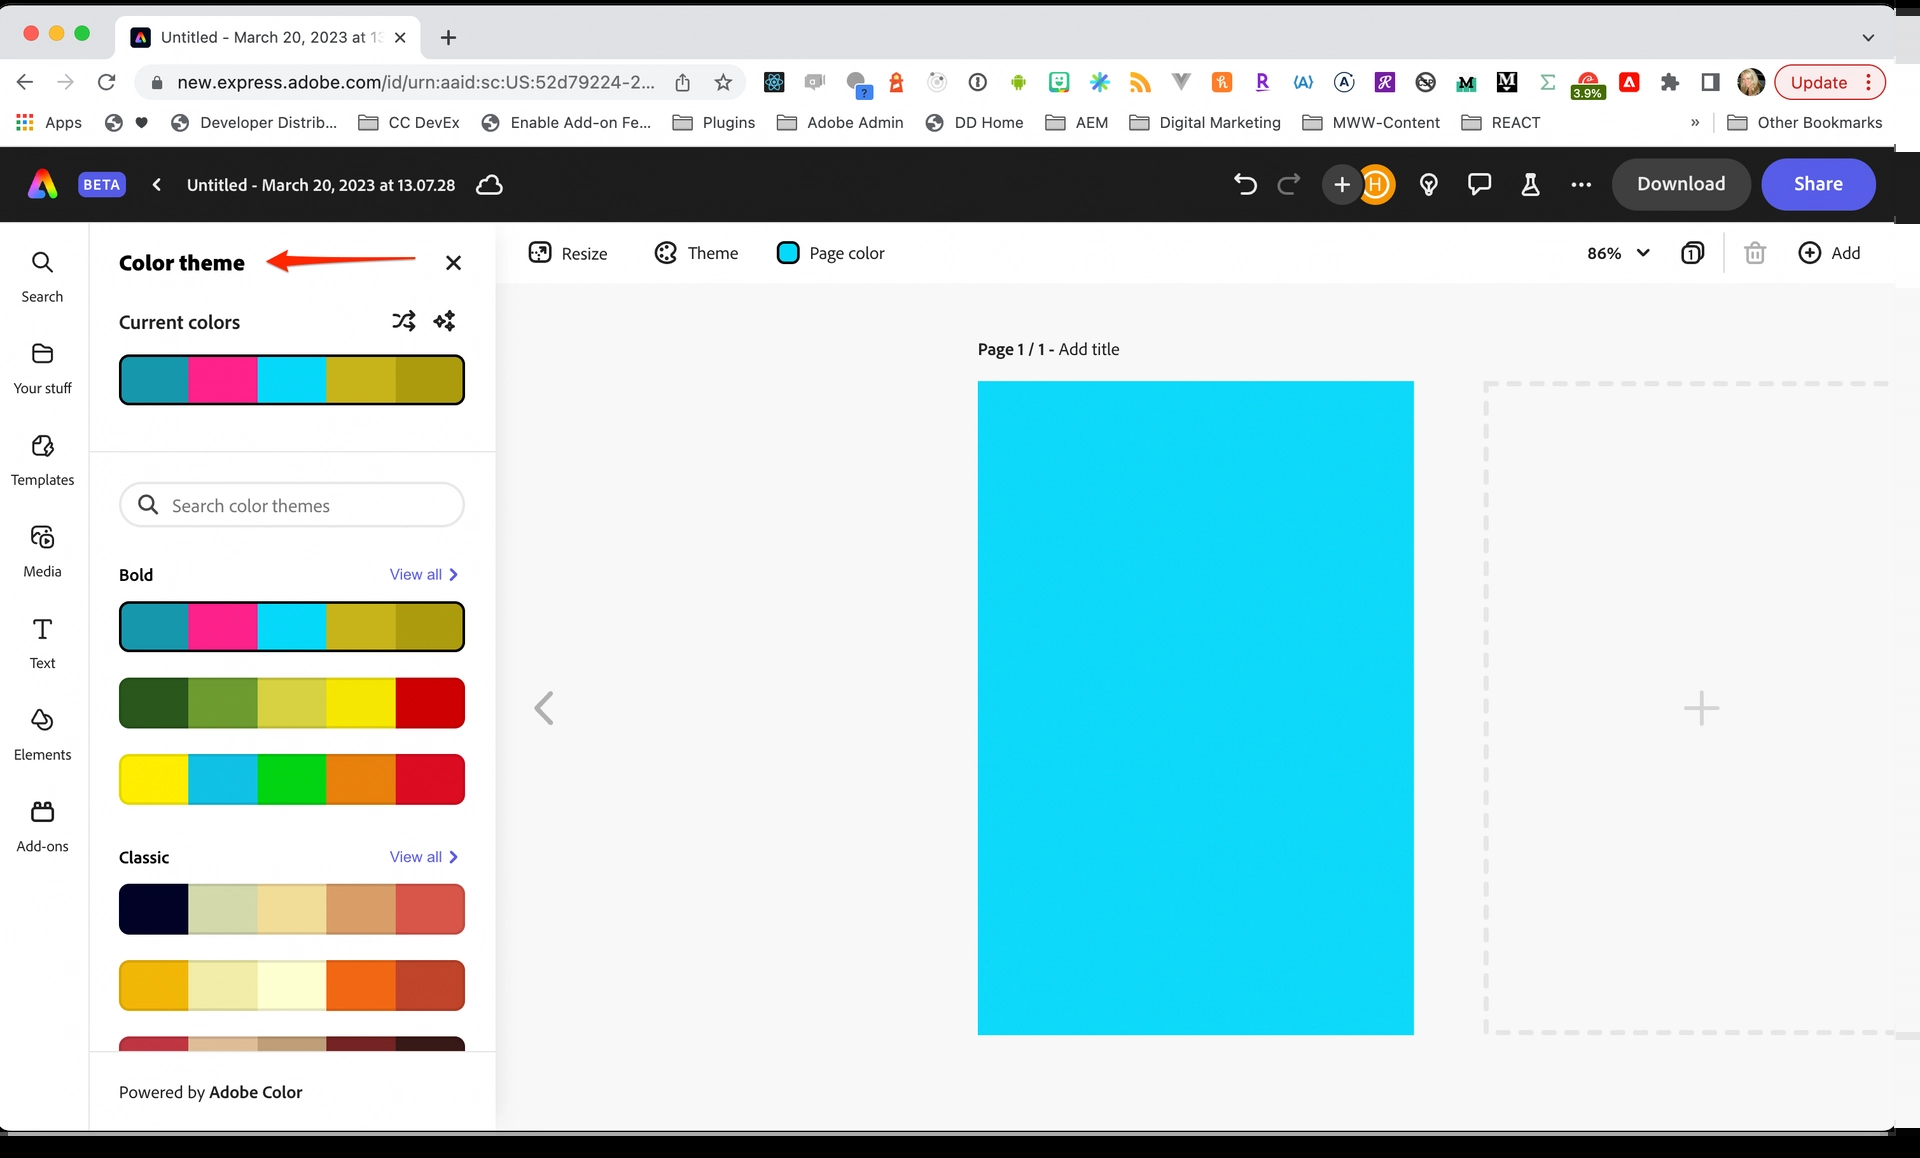 Untitled - March 20, 2023 at 13
new.express.adobe.com/id/urn:aaid:sc:US:52d79224-2...
?
3.9%
Update
Apps
Developer Distrib...
CC DevEx
Enable Add-on Fe...
Plugins
Adobe Admin
DD Home
AEM
Digital Marketing
MWW-Content
REACT
»
Other Bookmarks
BETA
Untitled - March 20, 2023 at 13.07.28
H
Download
Share
Search
Your stuff
Templates
Media
Text
Elements
Add-ons
Color theme
Current colors
Search color themes
Bold
View all
Classic
View all
Powered by Adobe Color
Resize
Theme
Page color
86%
1
Add
Page 1 / 1 - Add title